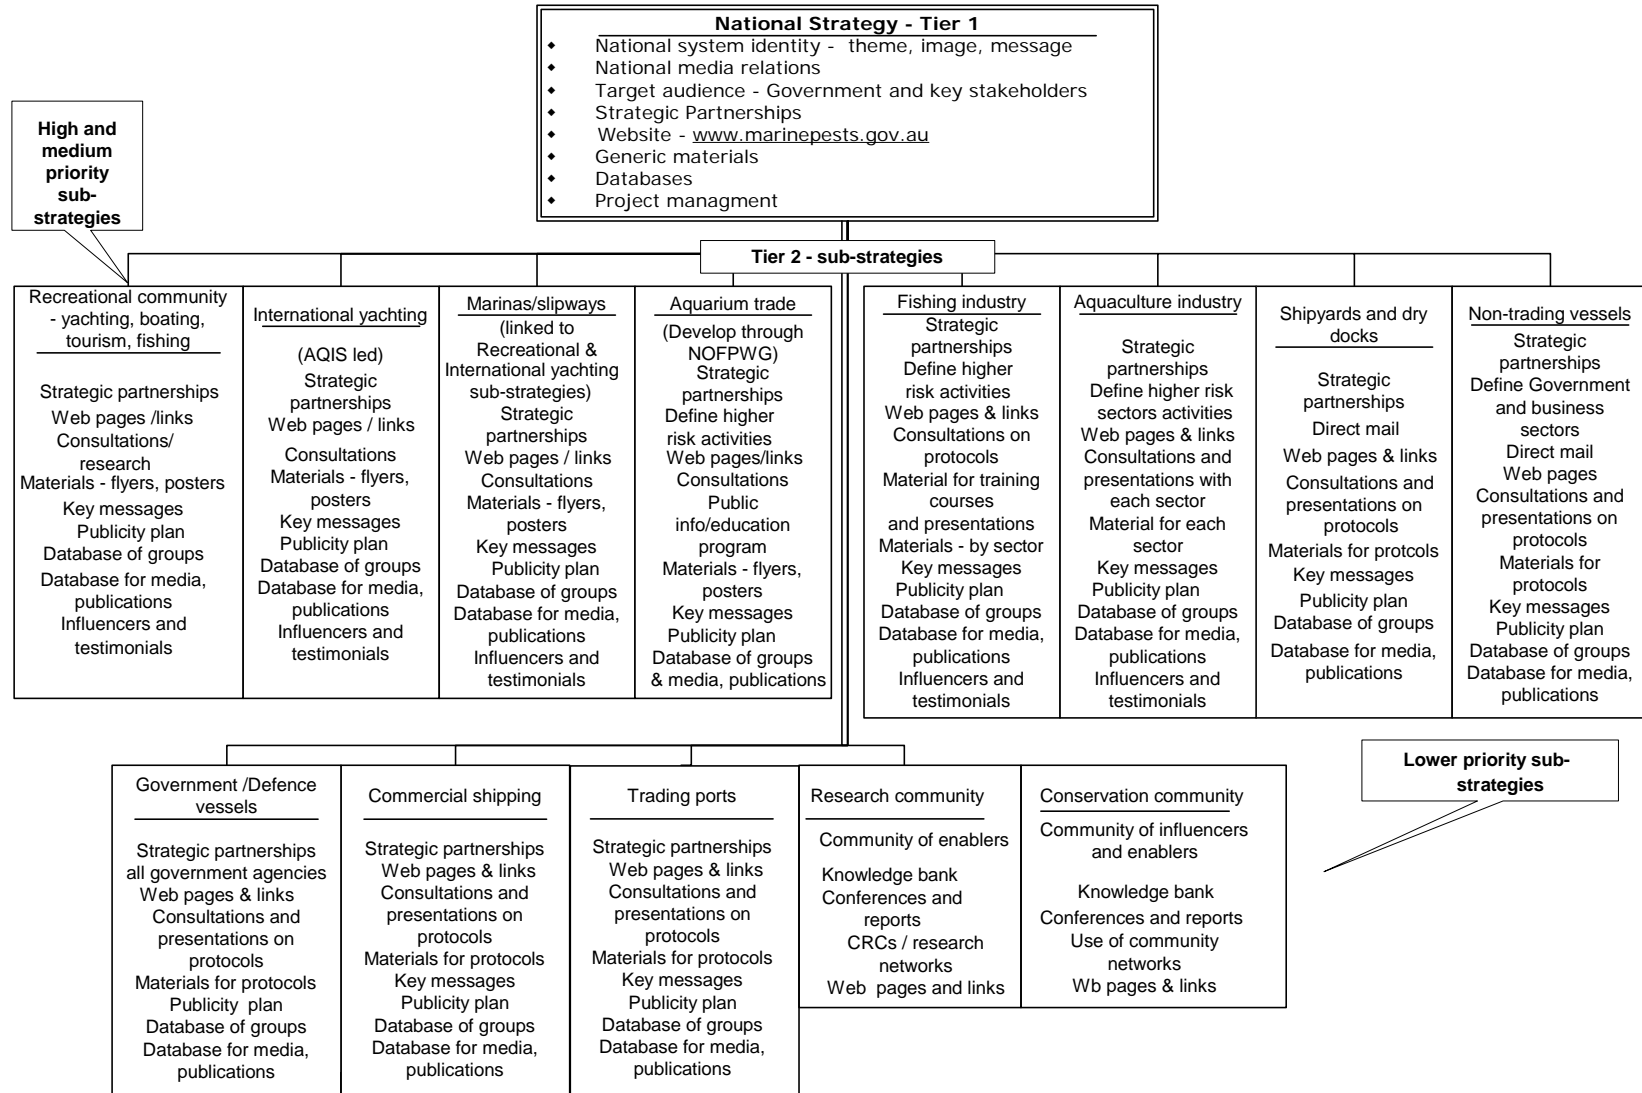 National Strategy - Tier 1
National system identity - theme, image, message
National media relations
Target audience - Government and key stakeholders
Strategic Partnerships
Website - www.marinepests.gov.au
Generic materials
Databases
Project managment
High and
medium
priority
sub-
strategies
Tier 2 - sub-strategies
Recreational community
- yachting, boating,
tourism, fishing
Strategic partnerships
Web pages /links
Consultations/
research
Materials - flyers, posters
Key messages
Publicity plan
Database of groups
Database for media,
publications
Influencers and
testimonials
International yachting
(AQIS led)
Strategic
partnerships
Web pages / links
Consultations
Materials - flyers,
posters
Key messages
Publicity plan
Database of groups
Database for media,
publications
Influencers and
testimonials
Marinas/slipways
(linked to
Recreational &
International yachting
sub-strategies)
Strategic
partnerships
Web pages / links
Consultations
Materials - flyers,
posters
Key messages
Publicity plan
Database of groups
Database for media,
publications
Influencers and
testimonials
Aquarium trade
(Develop through
NOFPWG)
Strategic
partnerships
Define higher
risk activities
Web pages/links
Consultations
Public
info/education
program
Materials - flyers,
posters
Key messages
Publicity plan
Database of groups
& media, publications
Fishing industry
Strategic
partnerships
Define higher
risk activities
Web pages & links
Consultations on
protocols
Material for training
courses
and presentations
Materials - by sector
Key messages
Publicity plan
Database of groups
Database for media,
publications
Influencers and
testimonials
Aquaculture industry
Strategic
partnerships
Define higher risk
sectors activities
Web pages & links
Consultations and
presentations with
each sector
Material for each
sector
Key messages
Publicity plan
Database of groups
Database for media,
publications
Influencers and
testimonials
Shipyards and dry
docks
Strategic
partnerships
Direct mail
Web pages & links
Consultations and
presentations on
protocols
Materials for protcols
Key messages
Publicity plan
Database of groups
Database for media,
publications
Non-trading vessels
Strategic
partnerships
Define Government
and business
sectors
Direct mail
Web pages
Consultations and
presentations on
protocols
Materials for
protocols
Key messages
Publicity plan
Database of groups
Database for media,
publications
Lower priority sub-
strategies
Government /Defence
vessels
Strategic partnerships
all government agencies
Web pages & links
Consultations and
presentations on
protocols
Materials for protocols
Publicity plan
Database of groups
Database for media,
publications
Commercial shipping
Strategic partnerships
Web pages & links
Consultations and
presentations on
protocols
Materials for protocols
Key messages
Publicity plan
Database of groups
Database for media,
publications
Trading ports
Strategic partnerships
Web pages & links
Consultations and
presentations on
protocols
Materials for protocols
Key messages
Publicity plan
Database of groups
Database for media,
publications
Research community
Community of enablers
Knowledge bank
Conferences and
reports
CRCs / research
networks
Web pages and links
Conservation community
Community of influencers
and enablers
Knowledge bank
Conferences and reports
Use of community
networks
Wb pages & links